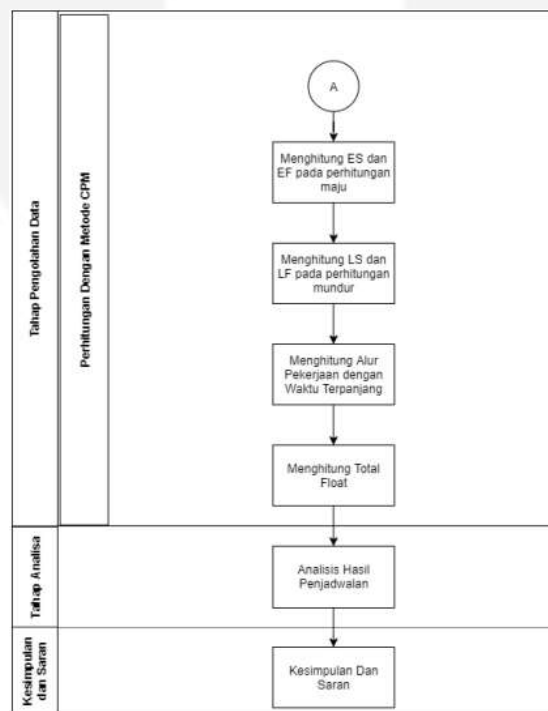 Tahap Pengolahan Data
Perhitungan Dengan Metode CPM
A
Menghitung ES dan
EF pada perhitungan
maju
Menghitung LS dan
LF pada perhitungan
mundur
Menghitung Alur
Pekerjaan dengan
Waktu Terpanjang
Menghitung Total
Float
Tahap Analisa
Analisis Hasil
Penjadwalan
Kesimpulan
dan Saran
Kesimpulan Dan
Saran